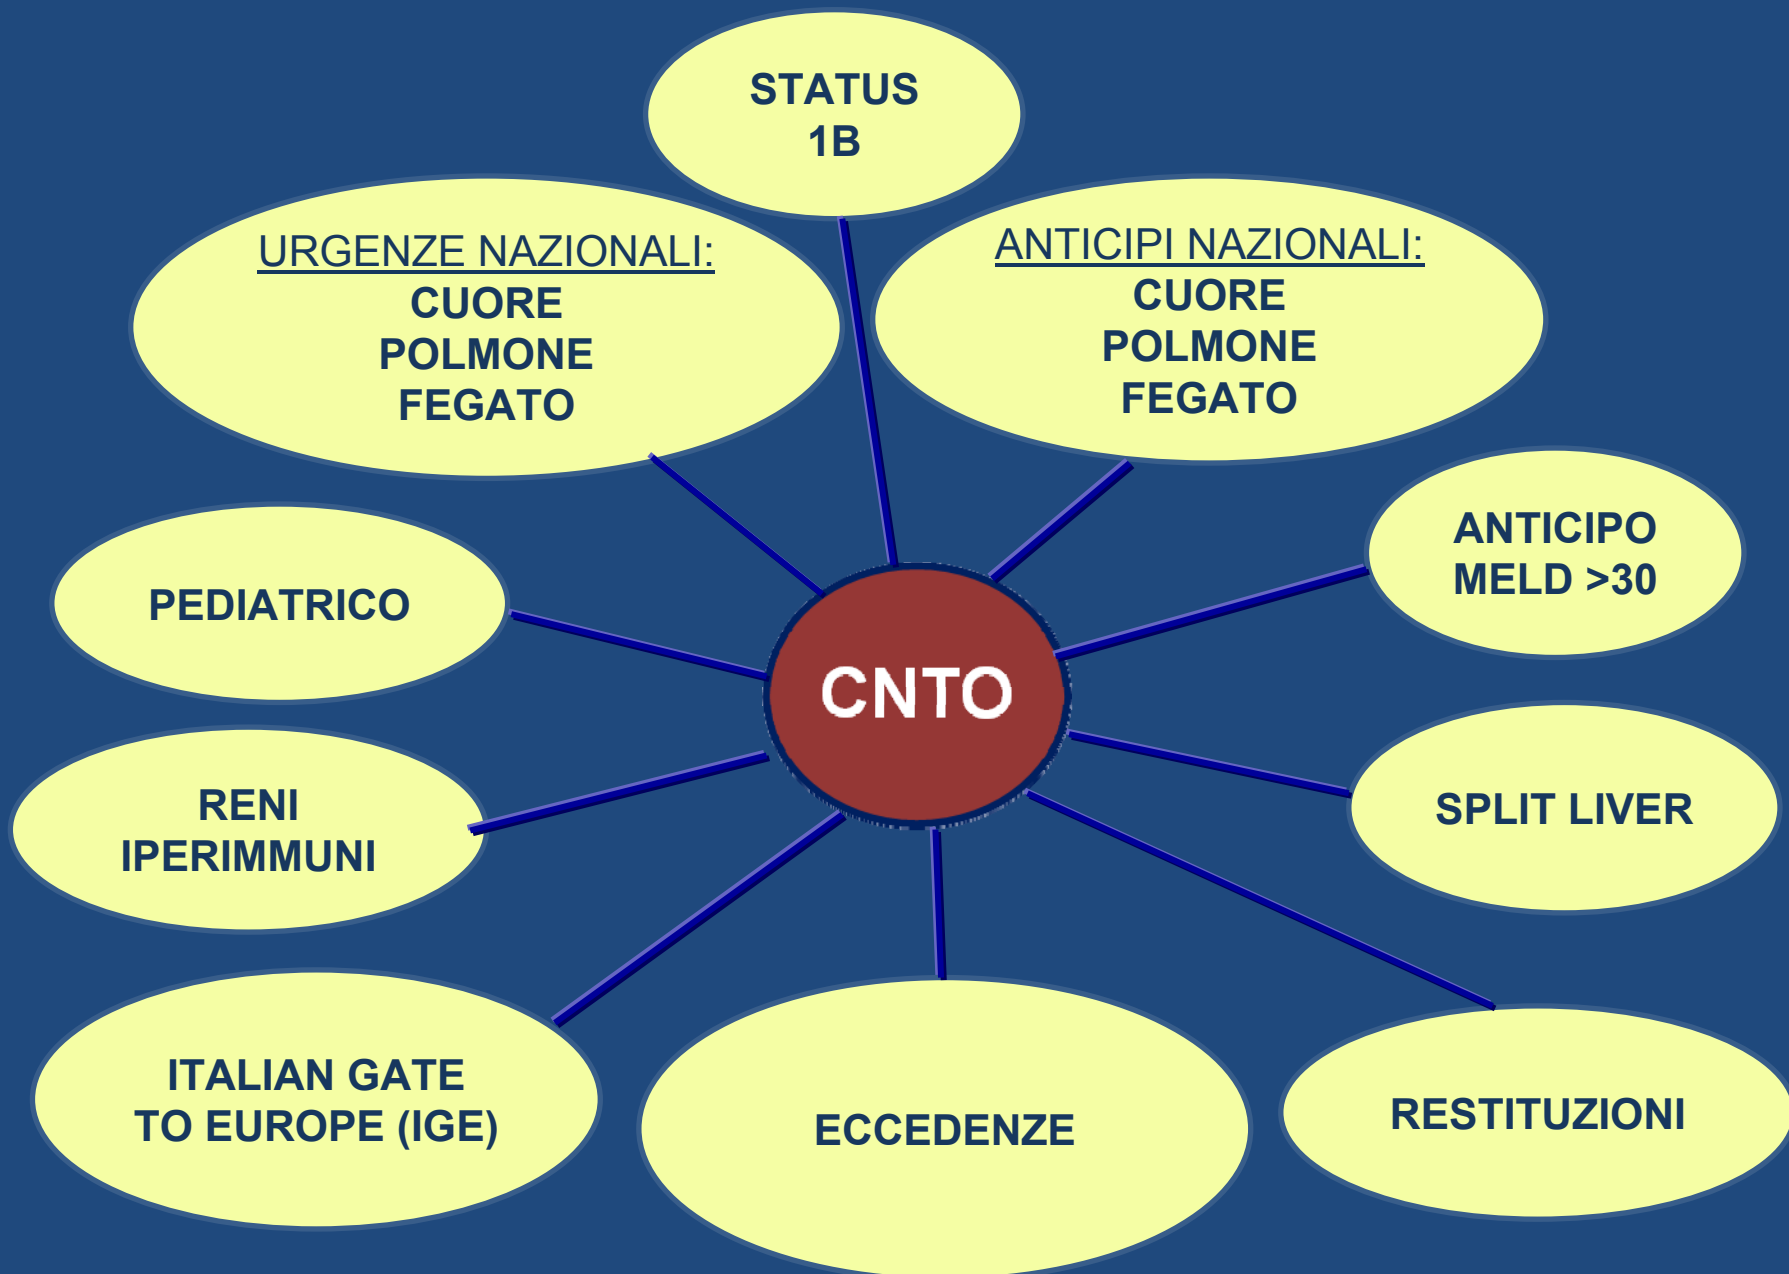 STATUS
1B
URGENZE NAZIONALI:
CUORE
POLMONE
FEGATO
ANTICIPI NAZIONALI:
CUORE
POLMONE
FEGATO
ANTICIPO
MELD >30
PEDIATRICO
CNTO
RENI
IPERIMMUNI
SPLIT LIVER
ITALIAN GATE
TO EUROPE (IGE)
ECCEDENZE
RESTITUZIONI